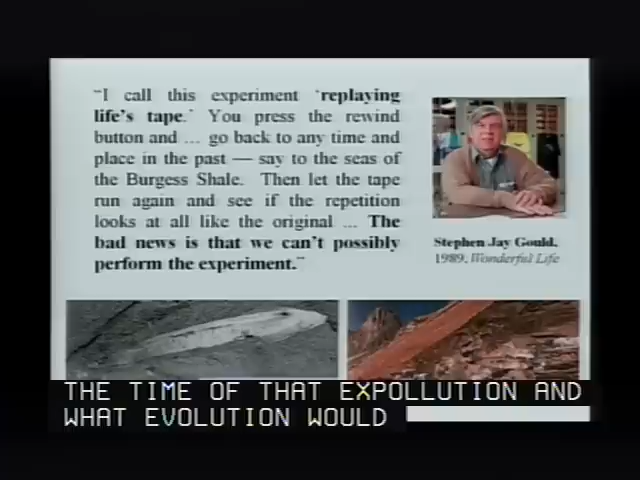 "I call this experiment 'replaying
life's tape.' You press the rewind
button and ... go back to any time and
place in the past — say to the seas of
the Burgess Shale. Then let the tape
run again and see if the repetition
looks at all like the original ... The
bad news is that we can't possibly
perform the experiment."
Stephen Jay Gould,
1989, Wonderful Life
THE TIME OF THAT EXPOLLUTION AND
WHAT EVOLUTION WOULD